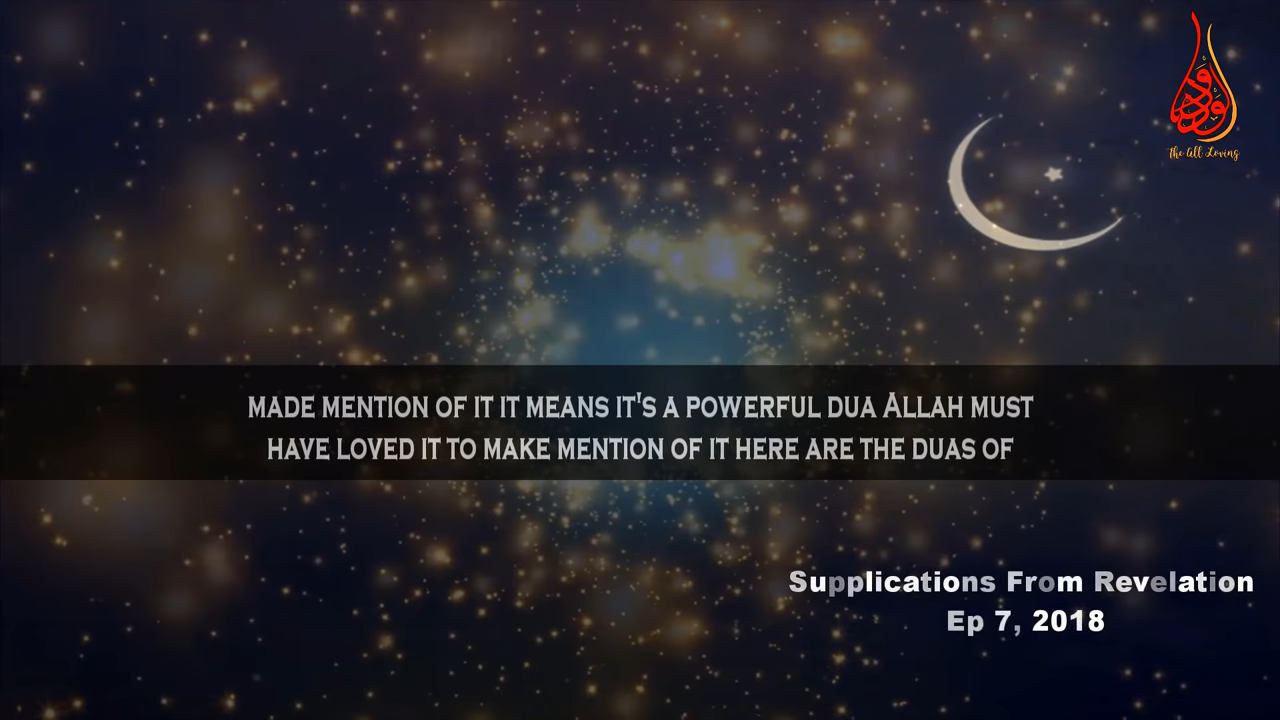 الودود
The All Loving
MADE MENTION OF IT IT MEANS IT'S A POWERFUL DUA ALLAH MUST
HAVE LOVED IT TO MAKE MENTION OF IT HERE ARE THE DUAS OF
Supplications From Revelation
Ep 7, 2018